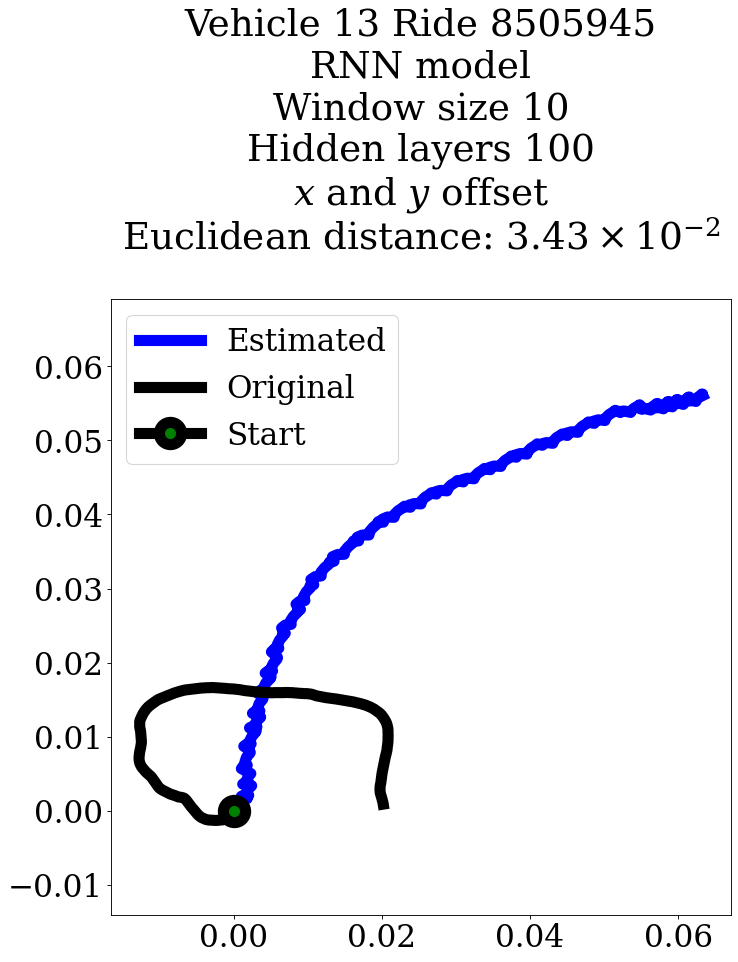 Vehicle 13 Ride 8505945
RNN model
Window size 10
Hidden layers 100
x and y offset
Euclidean distance: 3.43 × 10⁻²
Estimated
Original
Start
0.06
0.05
0.04
0.03
0.02
0.01
0.00
−0.01
0.00 0.02 0.04 0.06